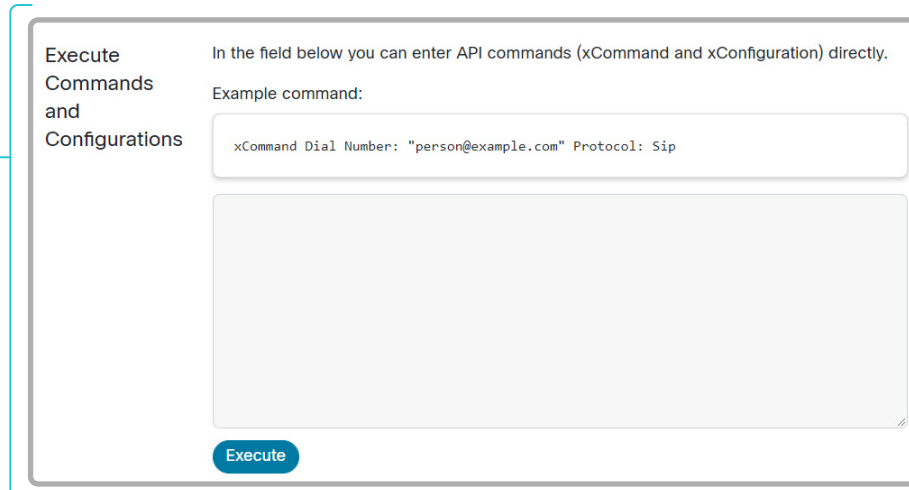 Execute
Commands
and
Configurations
In the field below you can enter API commands (xCommand and xConfiguration) directly.
Example command:
xCommand Dial Number: "person@example.com" Protocol: Sip
Execute